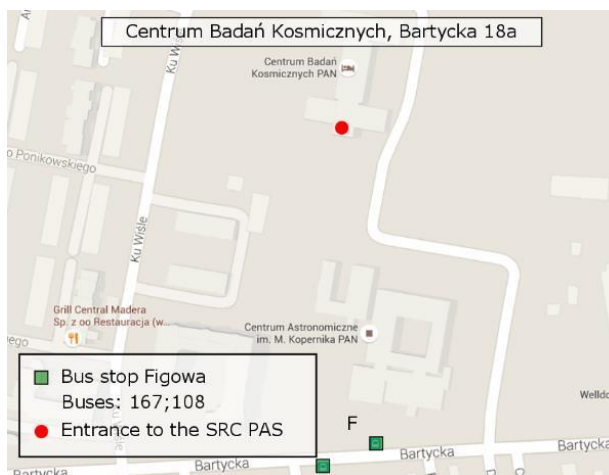 Centrum Badań Kosmicznych, Bartycka 18a
Ku Wiśle
Centrum Badań
Kosmicznych PAN
o Ponikowskiego
Ku Wiśle
Grill Central Madera
Sp. z oo Restauracja (w...
Centrum Astronomiczne
im. M. Kopernika PAN
ego
Bus stop Figowa
Buses: 167;108
Entrance to the SRC PAS
Welldo
F
Bartycka
Bartycka
Bartycka